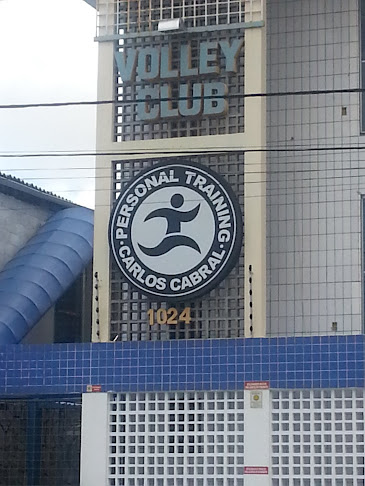 VOLLEY
CLUB
PERSONAL TRAINING
CARLOS CABRAL
1024